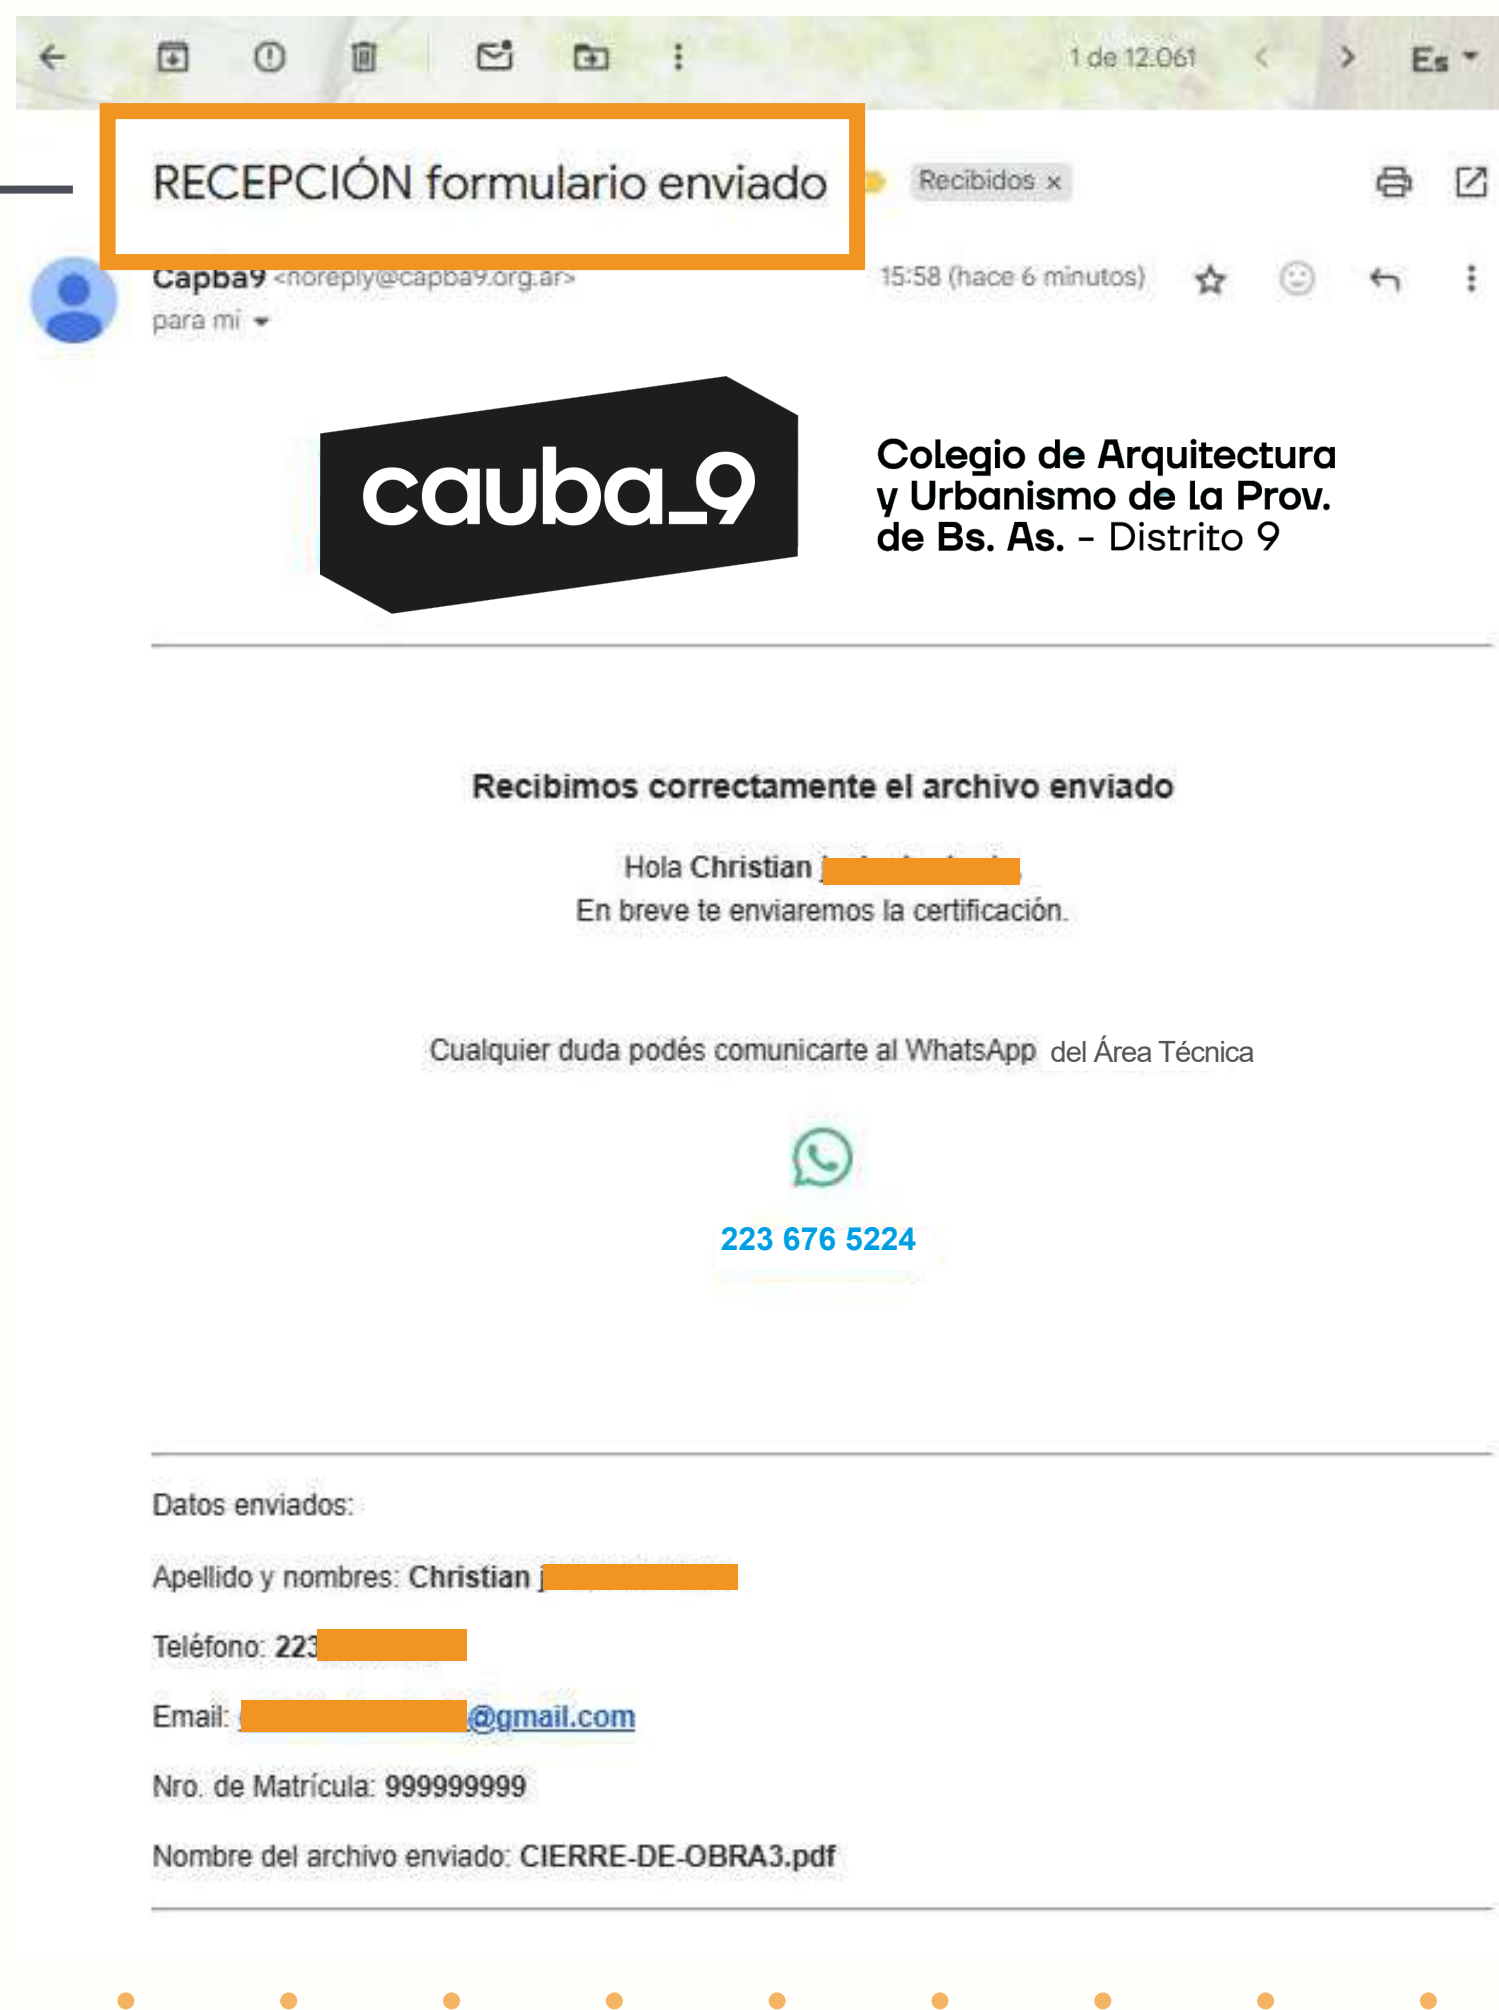 1 de 12.061
Es
RECEPCIÓN formulario enviado
Recibidos x
Capba9 <noreply@capba9.org.ar>
15:58 (hace 6 minutos)
para mí
cauba_9
Colegio de Arquitectura
y Urbanismo de la Prov.
de Bs. As. - Distrito 9
Recibimos correctamente el archivo enviado
Hola Christian
En breve te enviaremos la certificación.
Cualquier duda podés comunicarte al WhatsApp del Área Técnica
223 676 5224
Datos enviados:
Apellido y nombres: Christian j
Teléfono: 223
Email: @gmail.com
Nro. de Matrícula: 999999999
Nombre del archivo enviado: CIERRE-DE-OBRA3.pdf